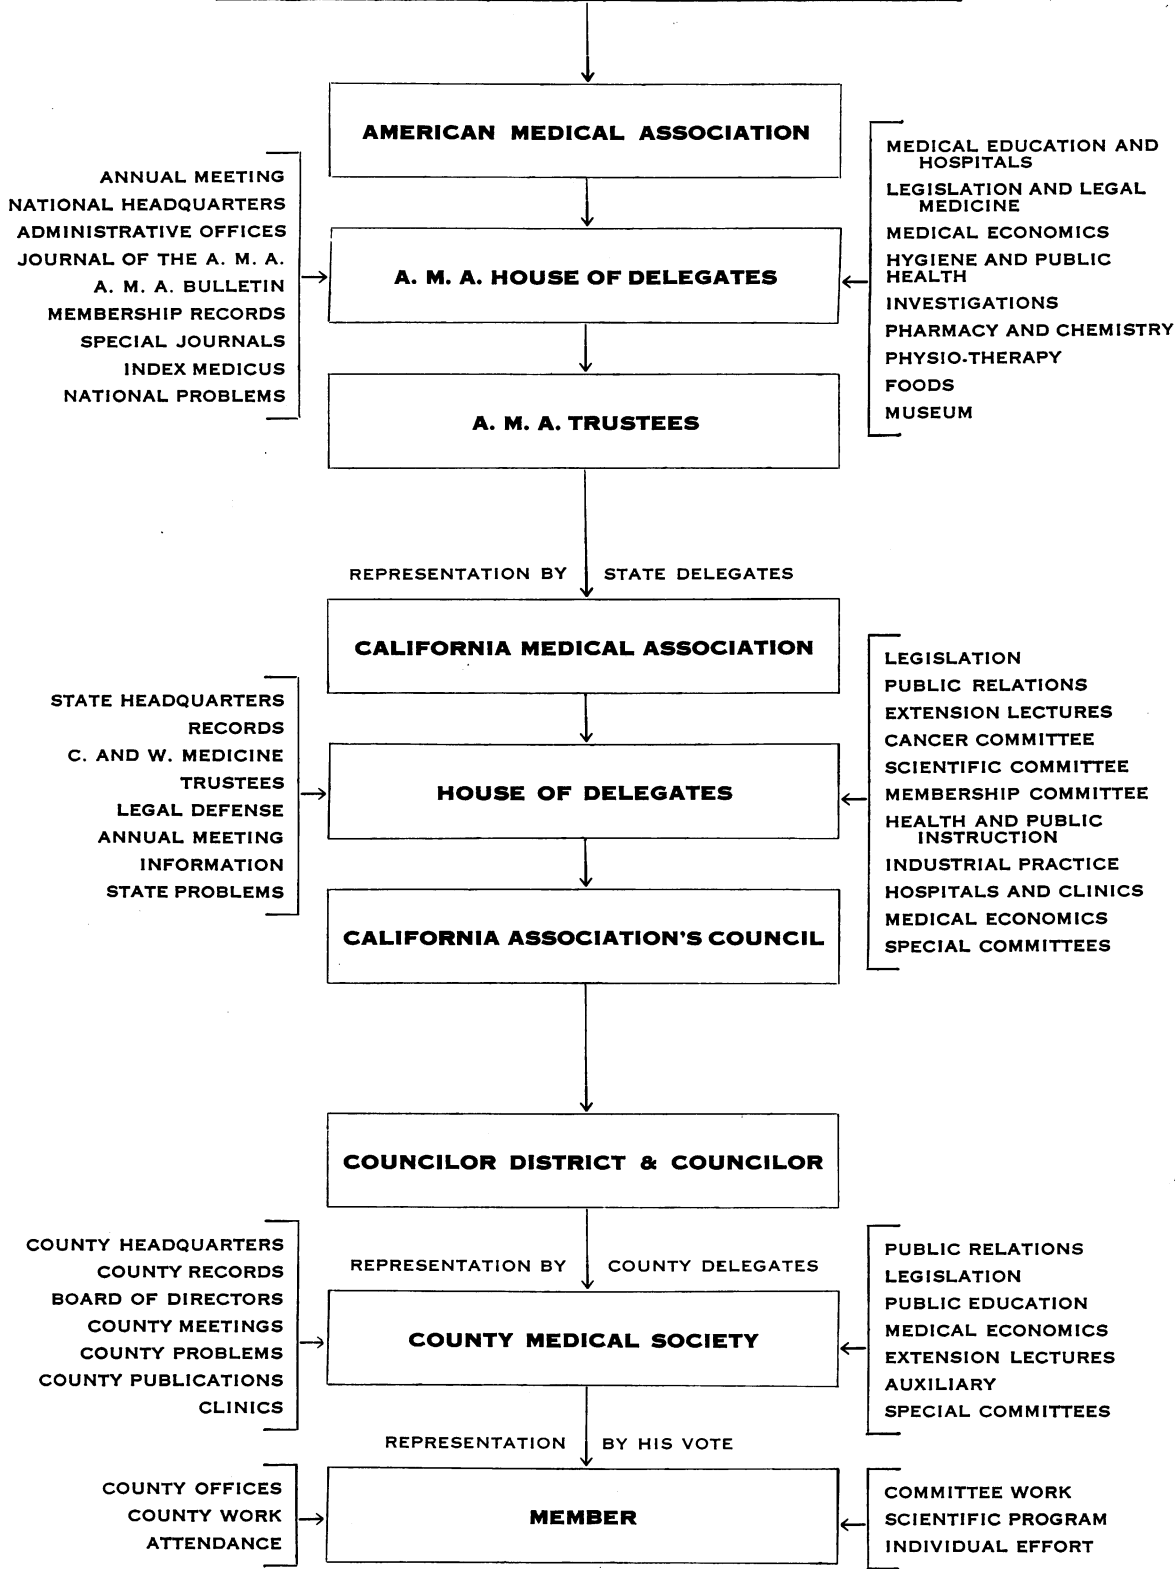 AMERICAN MEDICAL ASSOCIATION
ANNUAL MEETING
NATIONAL HEADQUARTERS
ADMINISTRATIVE OFFICES
JOURNAL OF THE A. M. A.
A. M. A. BULLETIN
MEMBERSHIP RECORDS
SPECIAL JOURNALS
INDEX MEDICUS
NATIONAL PROBLEMS
A. M. A. HOUSE OF DELEGATES
MEDICAL EDUCATION AND
HOSPITALS
LEGISLATION AND LEGAL
MEDICINE
MEDICAL ECONOMICS
HYGIENE AND PUBLIC
HEALTH
INVESTIGATIONS
PHARMACY AND CHEMISTRY
PHYSIO-THERAPY
FOODS
MUSEUM
A. M. A. TRUSTEES
REPRESENTATION BY STATE DELEGATES
CALIFORNIA MEDICAL ASSOCIATION
STATE HEADQUARTERS
RECORDS
C. AND W. MEDICINE
TRUSTEES
LEGAL DEFENSE
ANNUAL MEETING
INFORMATION
STATE PROBLEMS
HOUSE OF DELEGATES
LEGISLATION
PUBLIC RELATIONS
EXTENSION LECTURES
CANCER COMMITTEE
SCIENTIFIC COMMITTEE
MEMBERSHIP COMMITTEE
HEALTH AND PUBLIC
INSTRUCTION
INDUSTRIAL PRACTICE
HOSPITALS AND CLINICS
MEDICAL ECONOMICS
SPECIAL COMMITTEES
CALIFORNIA ASSOCIATION'S COUNCIL
COUNCILOR DISTRICT & COUNCILOR
REPRESENTATION BY COUNTY DELEGATES
COUNTY HEADQUARTERS
COUNTY RECORDS
BOARD OF DIRECTORS
COUNTY MEETINGS
COUNTY PROBLEMS
COUNTY PUBLICATIONS
CLINICS
COUNTY MEDICAL SOCIETY
PUBLIC RELATIONS
LEGISLATION
PUBLIC EDUCATION
MEDICAL ECONOMICS
EXTENSION LECTURES
AUXILIARY
SPECIAL COMMITTEES
REPRESENTATION BY HIS VOTE
COUNTY OFFICES
COUNTY WORK
ATTENDANCE
MEMBER
COMMITTEE WORK
SCIENTIFIC PROGRAM
INDIVIDUAL EFFORT